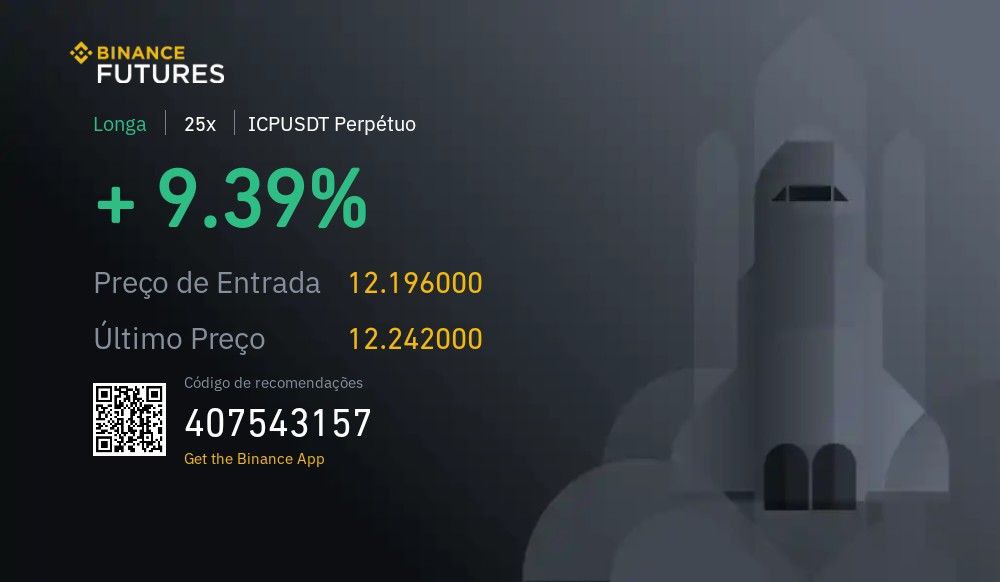 BINANCE
FUTURES
Longa | 25x | ICPUSDT Perpétuo
+ 9.39%
Preço de Entrada 12.196000
Último Preço 12.242000
Código de recomendações
407543157
Get the Binance App